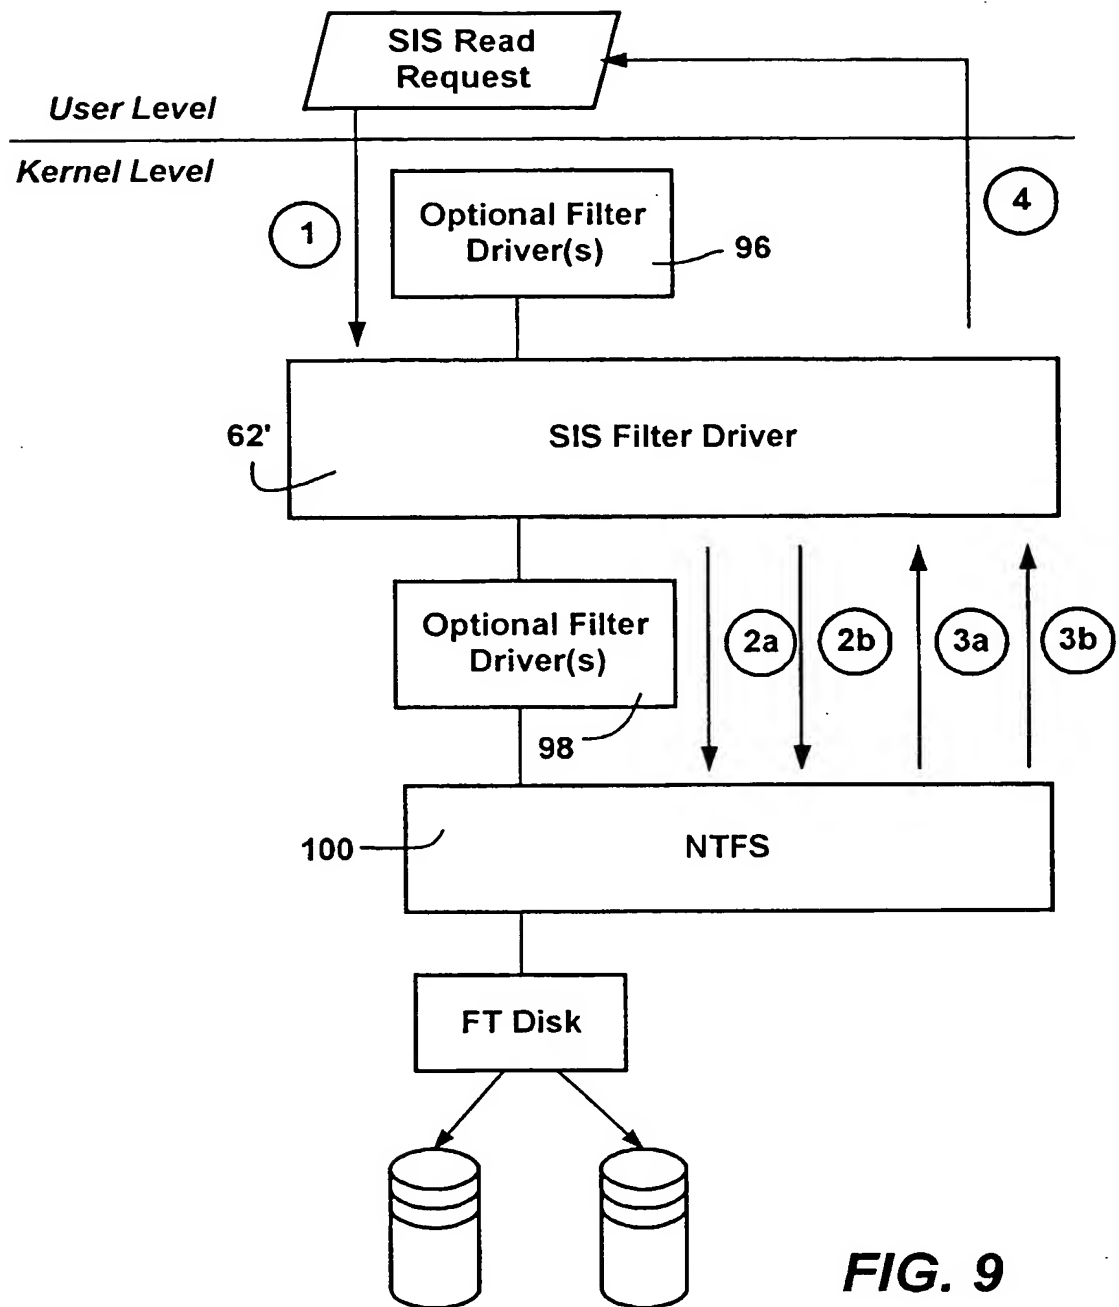 SIS Read
Request
User Level
Kernel Level
1
4
Optional Filter
Driver(s)
96
62'
SIS Filter Driver
Optional Filter
Driver(s)
2a
2b
3a
3b
98
100
NTFS
FT Disk
FIG. 9